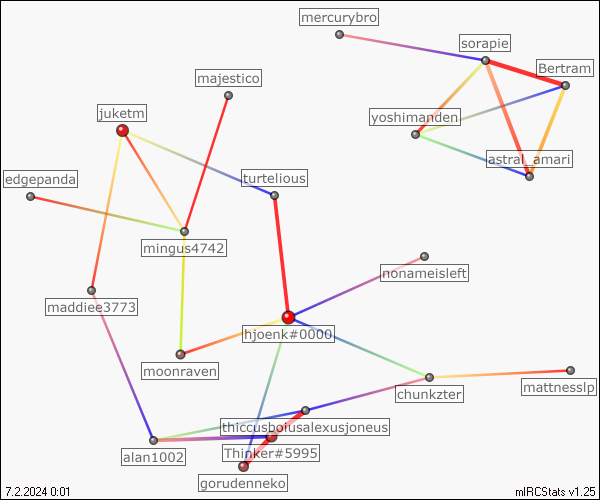 mercurybro
sorapie
Bertram
majestico
juketm
yoshimanden
astral_amari
edgepanda
turtelious
mingus4742
nonameisleft
maddiee3773
hjoenk#0000
moonraven
chunkzter
mattnesslp
thiccusboiusalexusjoneus
alan1002
Thinker#5995
gorudenneko
7.2.2024 0:01
mIRCStats v1.25